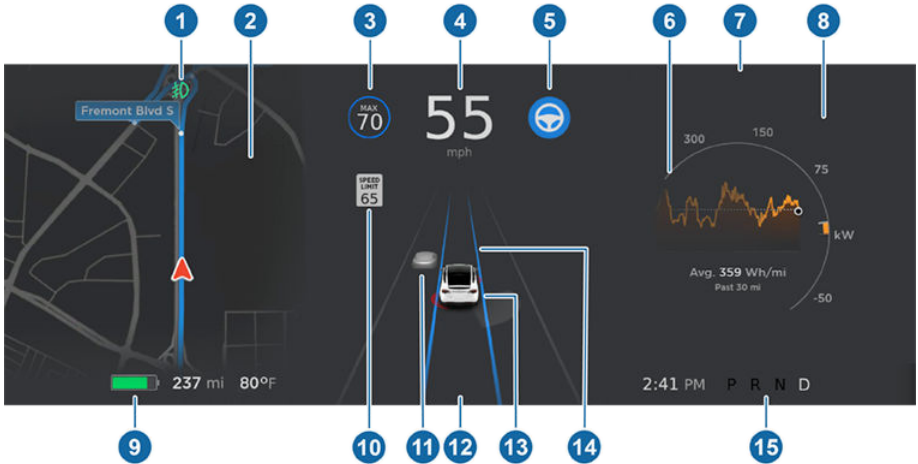 1 2 3 4 5 6 7 8
Fremont Blvd S
MAX
70
55
mph
SPEED
LIMIT
65
300 150
75
kW
-50
Avg. 359 Wh/mi
Past 30 mi
237 mi 80°F
2:41 PM P R N D
9 10 11 12 13 14 15